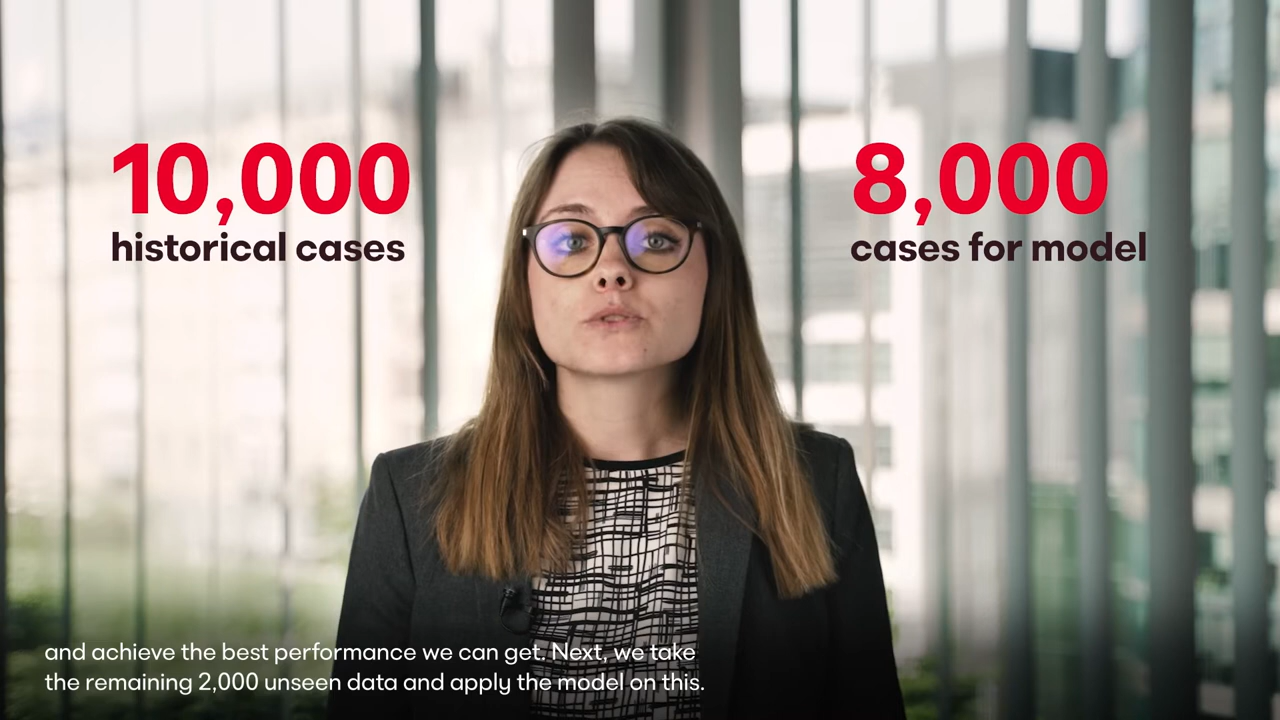 10,000
historical cases
8,000
cases for model
and achieve the best performance we can get. Next, we take
the remaining 2,000 unseen data and apply the model on this.